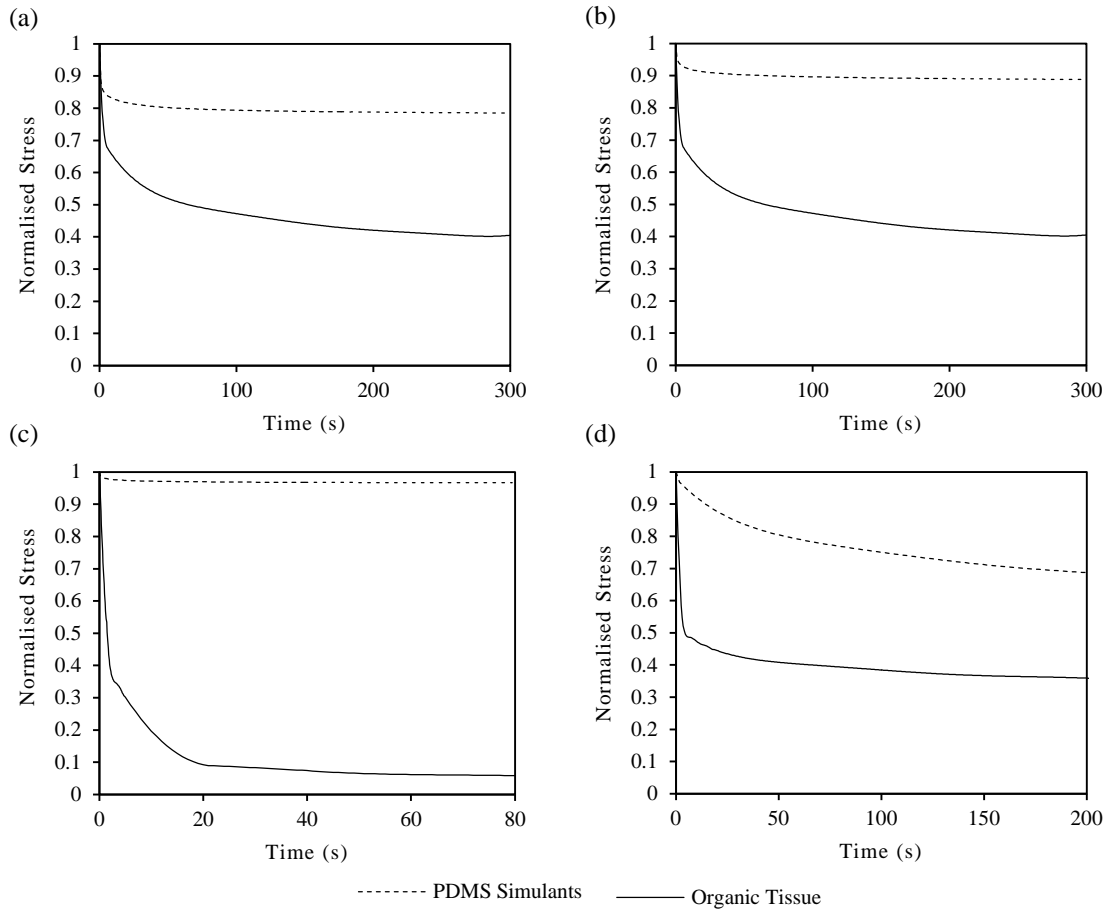 (a)
1
0.9
0.8
0.7
0.6
0.5
0.4
0.3
0.2
0.1
0
Normalised Stress
0 100 200 300
Time (s)
(b)
1
0.9
0.8
0.7
0.6
0.5
0.4
0.3
0.2
0.1
0
Normalised Stress
0 100 200 300
Time (s)
(c)
1
0.9
0.8
0.7
0.6
0.5
0.4
0.3
0.2
0.1
0
Normalised Stress
0 20 40 60 80
Time (s)
(d)
1
0.9
0.8
0.7
0.6
0.5
0.4
0.3
0.2
0.1
0
Normalised Stress
0 50 100 150 200
Time (s)
PDMS Simulants Organic Tissue